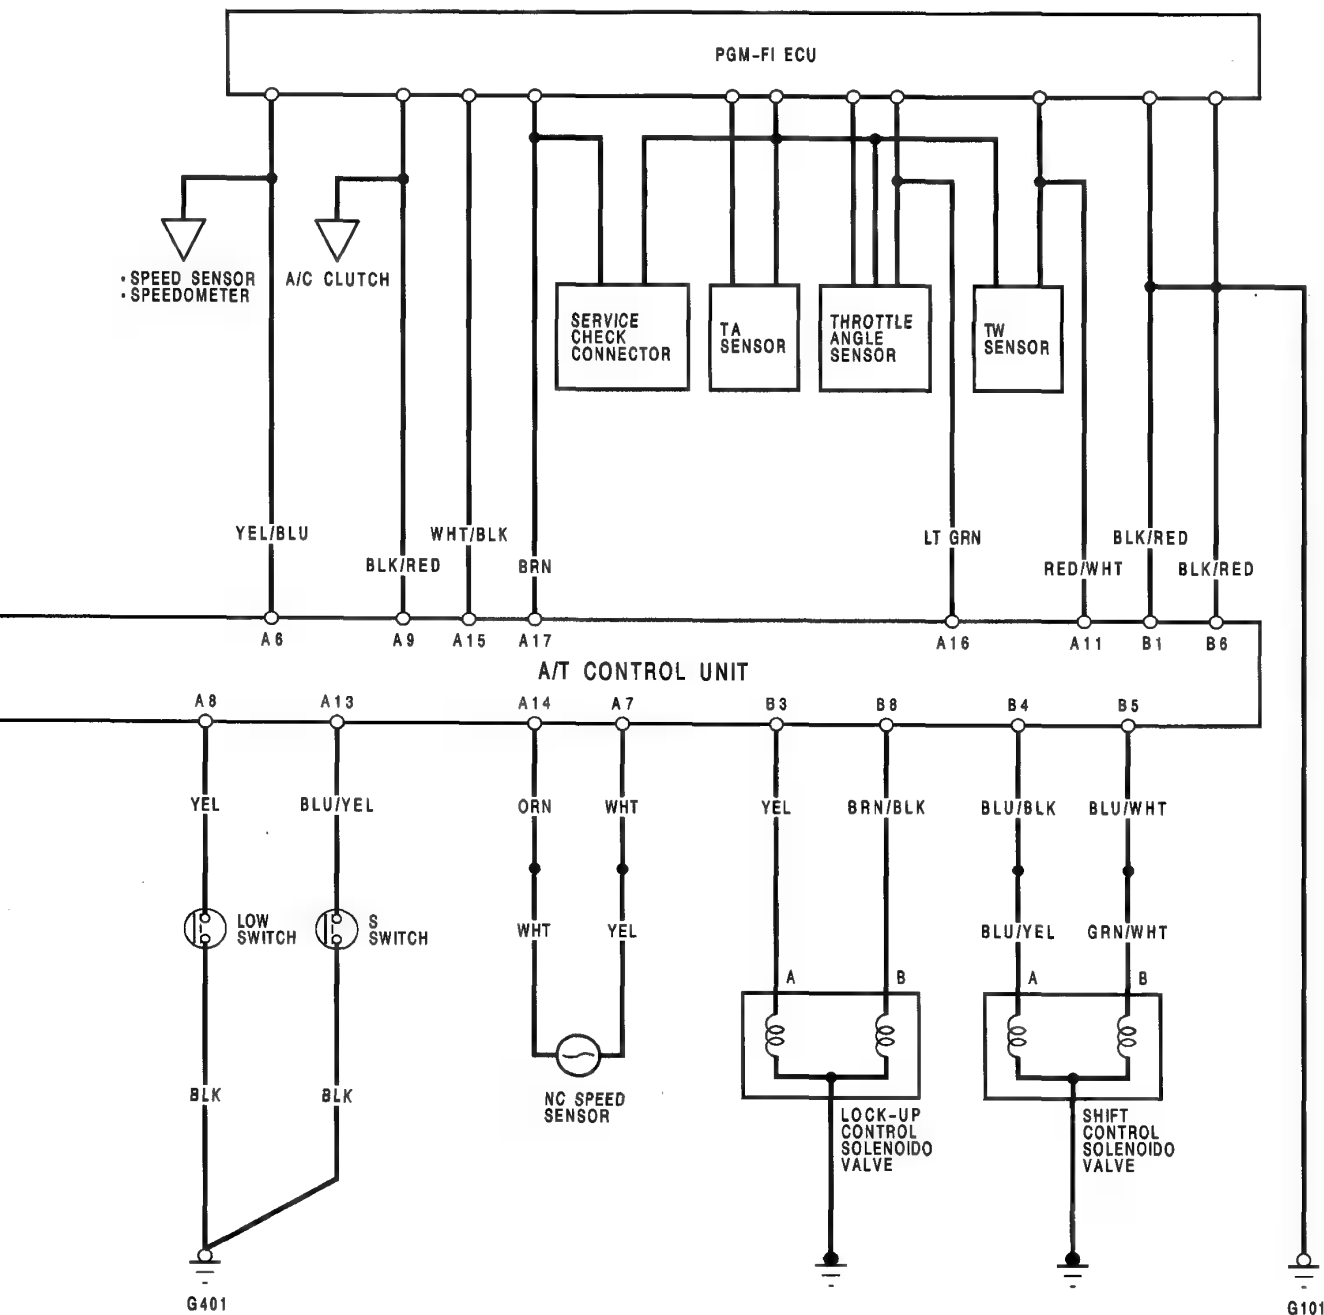 PGM-FI ECU
• SPEED SENSOR
• SPEEDOMETER
A/C CLUTCH
SERVICE
CHECK
CONNECTOR
TA
SENSOR
THROTTLE
ANGLE
SENSOR
TW
SENSOR
YEL/BLU
BLK/RED
WHT/BLK
BRN
LT GRN
RED/WHT
BLK/RED
BLK/RED
A6
A9
A15
A17
A16
A11
B1
B6
A/T CONTROL UNIT
A8
A13
A14
A7
B3
B8
B4
B5
YEL
BLU/YEL
ORN
WHT
YEL
BRN/BLK
BLU/BLK
BLU/WHT
LOW
SWITCH
S
SWITCH
WHT
YEL
BLU/YEL
GRN/WHT
A
B
A
B
BLK
BLK
NC SPEED
SENSOR
LOCK-UP
CONTROL
SOLENOIDO
VALVE
SHIFT
CONTROL
SOLENOIDO
VALVE
G401
G101